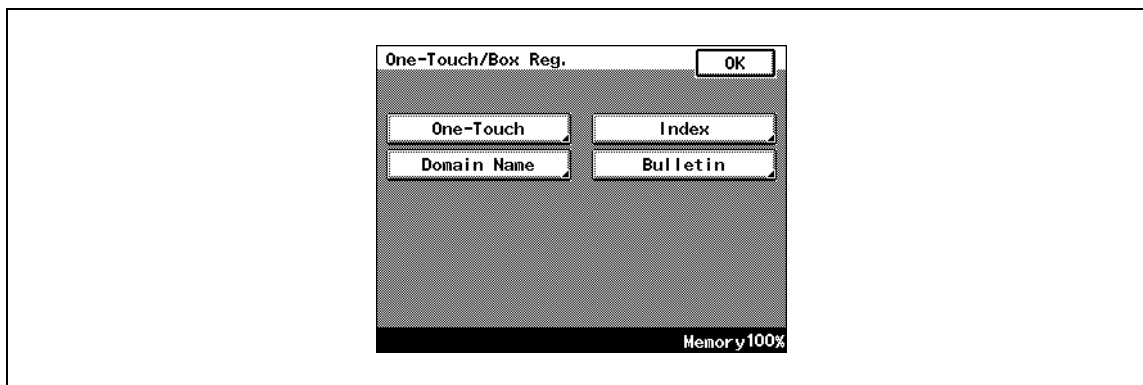 One-Touch/Box Reg. OK
One-Touch Index
Domain Name Bulletin
Memory100%